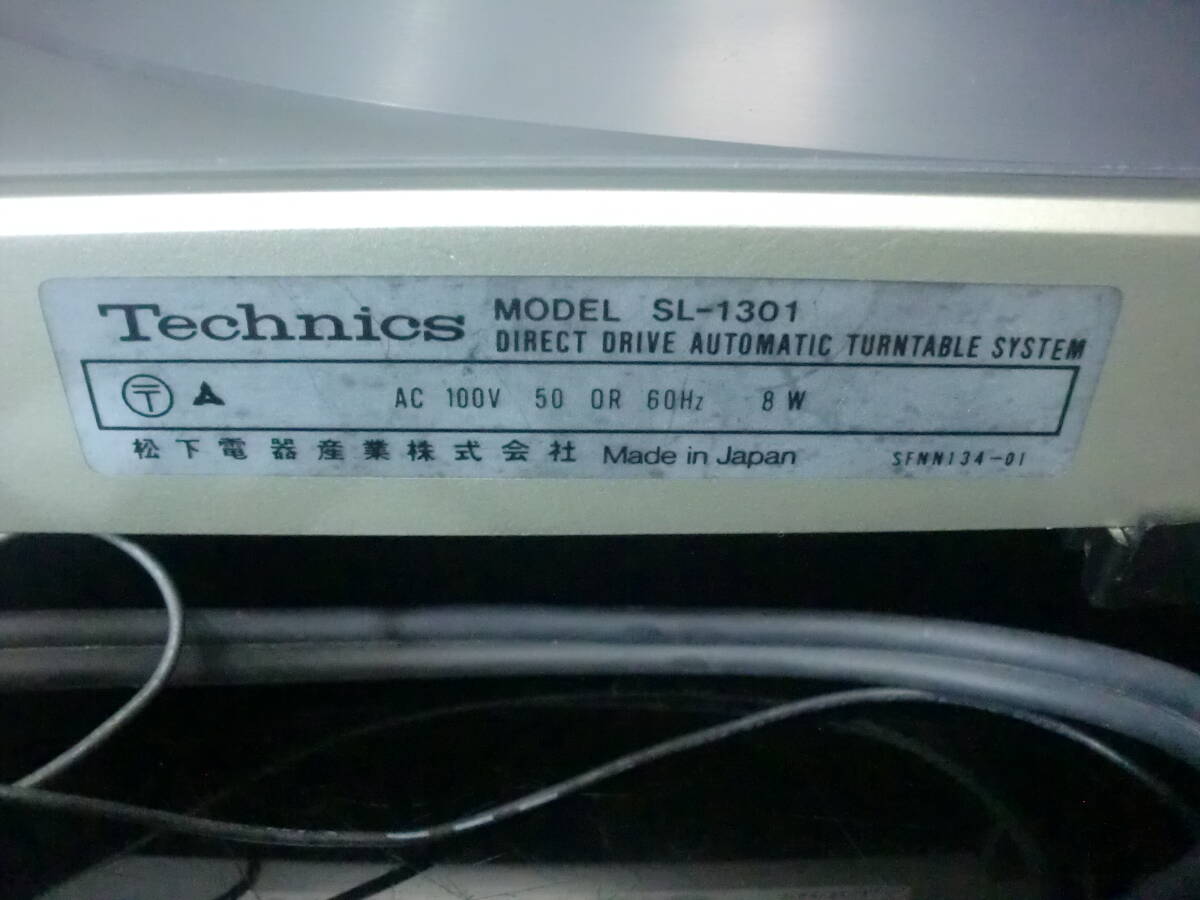 Technics
MODEL SL-1301
DIRECT DRIVE AUTOMATIC TURNTABLE SYSTEM
〒 AC 100V 50 OR 60Hz 8W
松下電器産業株式会社 Made in Japan SFNN134-01